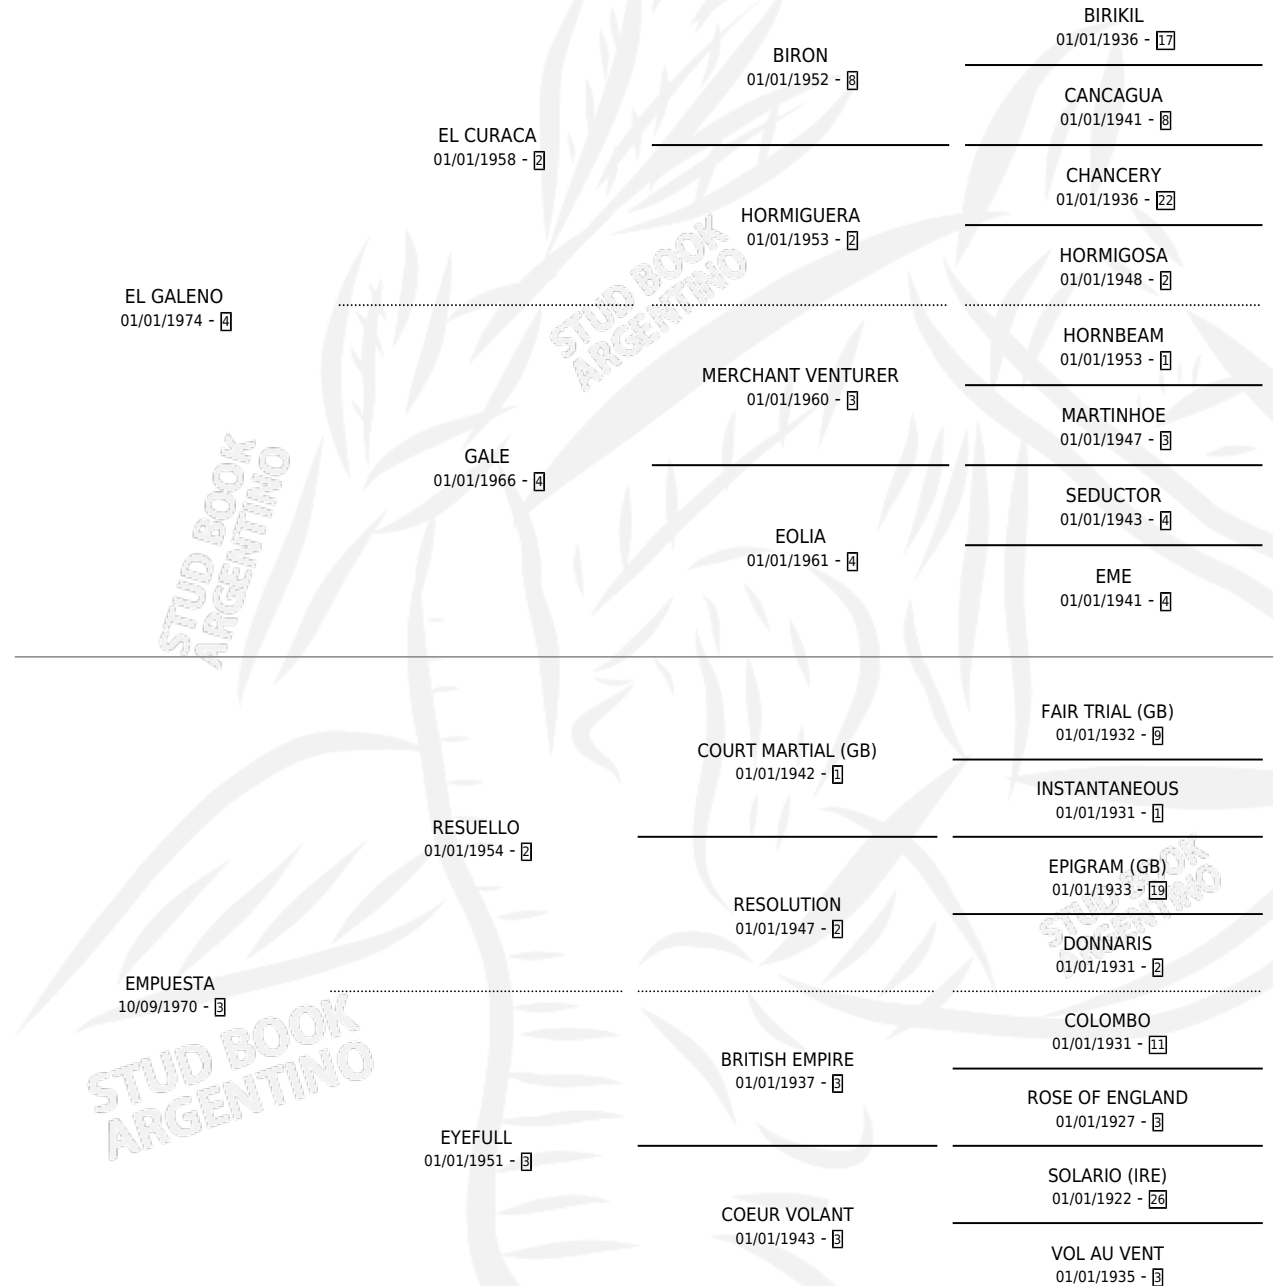 BIRIKIL
01/01/1936 - 17
BIRON
01/01/1952 - 8
CANCAGUA
01/01/1941 - 8
EL CURACA
01/01/1958 - 2
CHANCERY
01/01/1936 - 22
HORMIGUERA
01/01/1953 - 2
HORMIGOSA
01/01/1948 - 2
EL GALENO
01/01/1974 - 4
HORNBEAM
01/01/1953 - 1
MERCHANT VENTURER
01/01/1960 - 3
MARTINHOE
01/01/1947 - 3
GALE
01/01/1966 - 4
SEDUCTOR
01/01/1943 - 4
EOLIA
01/01/1961 - 4
EME
01/01/1941 - 4
STUD BOOK
ARGENTINO
STUD BOOK
ARGENTINO
FAIR TRIAL (GB)
01/01/1932 - 9
COURT MARTIAL (GB)
01/01/1942 - 1
INSTANTANEOUS
01/01/1931 - 1
RESUELLO
01/01/1954 - 2
EPIGRAM (GB)
01/01/1933 - 19
RESOLUTION
01/01/1947 - 2
DONNARIS
01/01/1931 - 2
EMPUESTA
10/09/1970 - 3
COLOMBO
01/01/1931 - 11
BRITISH EMPIRE
01/01/1937 - 3
ROSE OF ENGLAND
01/01/1927 - 3
EYEFULL
01/01/1951 - 3
SOLARIO (IRE)
01/01/1922 - 26
COEUR VOLANT
01/01/1943 - 3
VOL AU VENT
01/01/1935 - 3
STUD BOOK
ARGENTINO
STUD BOOK
ARGENTINO